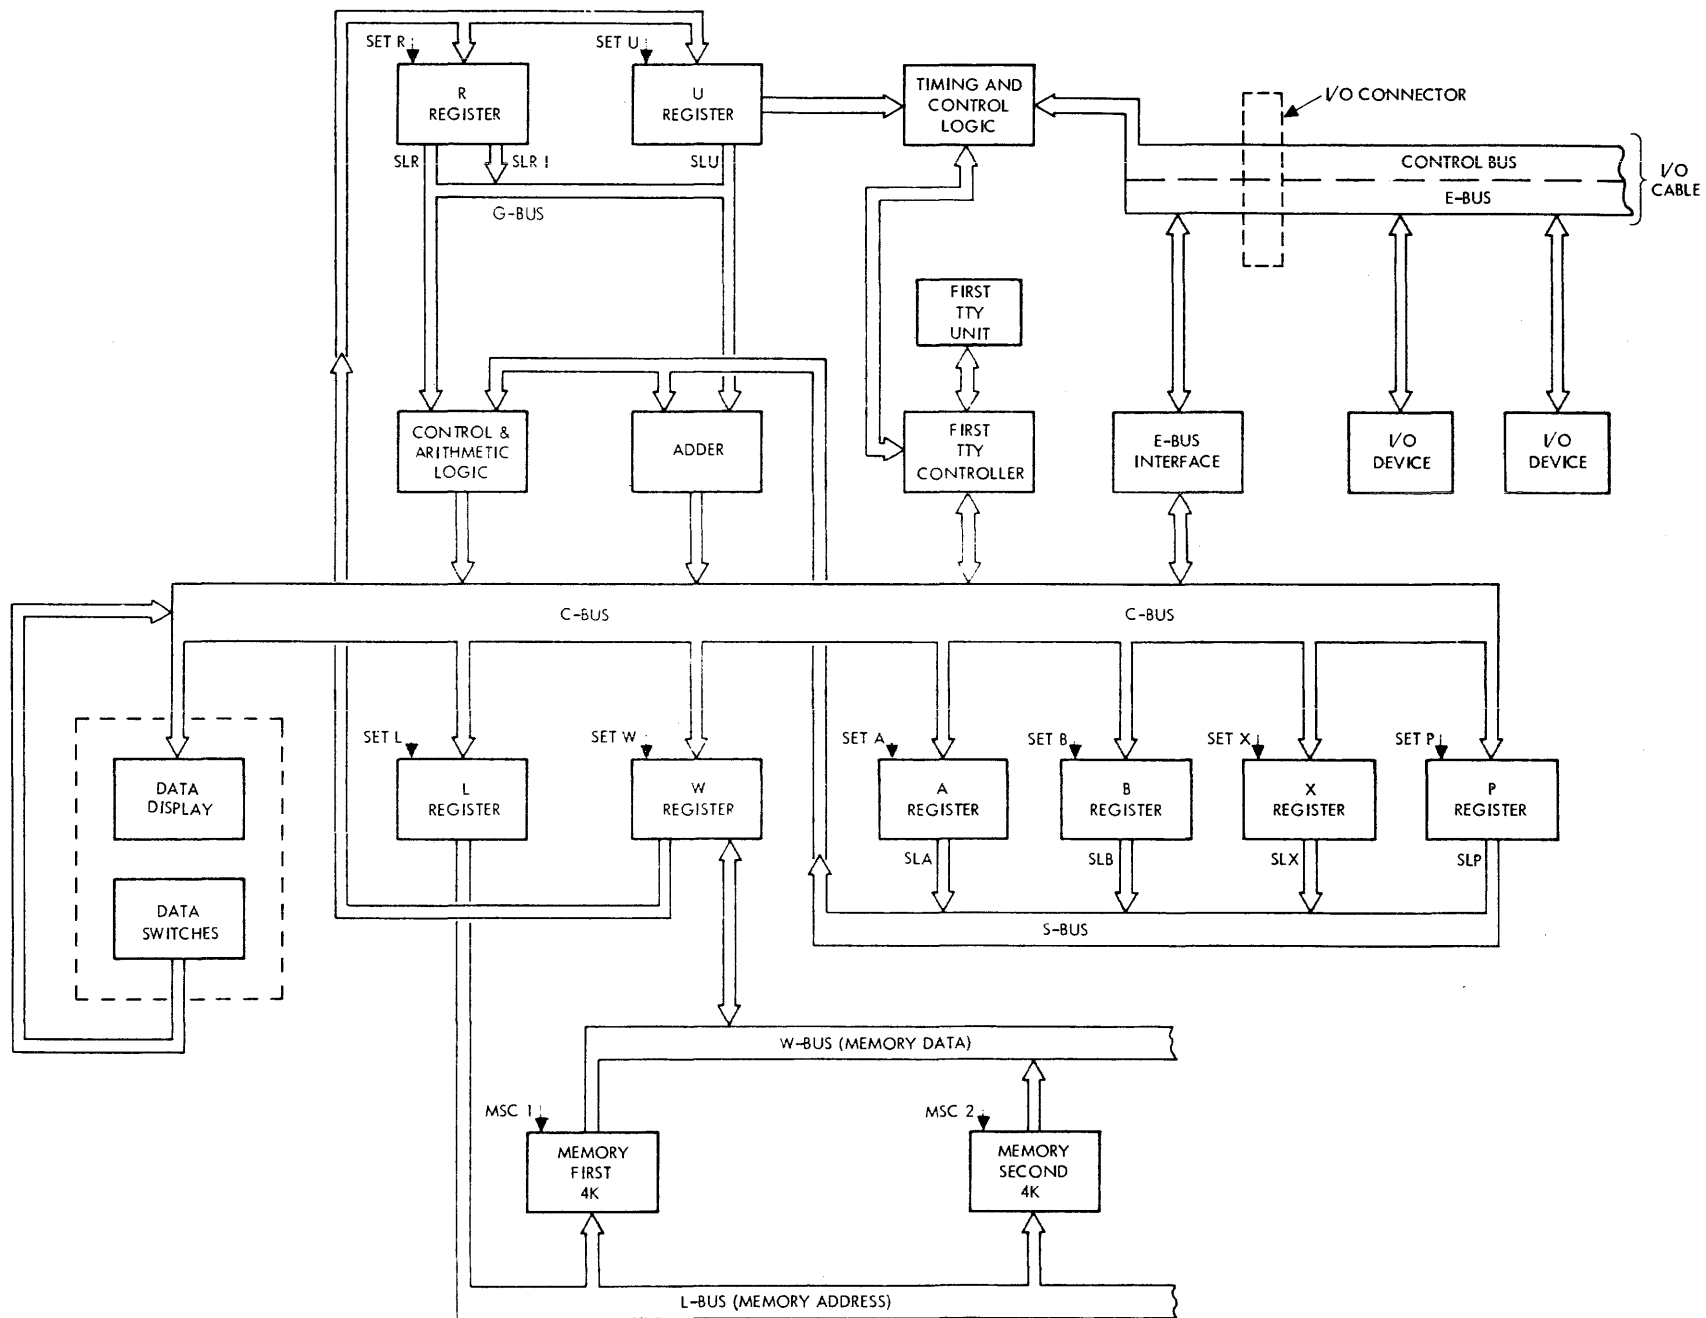 SET R
SET U
R
REGISTER
U
REGISTER
TIMING AND
CONTROL
LOGIC
I/O CONNECTOR
SLR
SLR 1
SLU
G-BUS
CONTROL BUS
E-BUS
I/O
CABLE
FIRST
TTY
UNIT
CONTROL &
ARITHMETIC
LOGIC
ADDER
FIRST
TTY
CONTROLLER
E-BUS
INTERFACE
I/O
DEVICE
I/O
DEVICE
C-BUS
C-BUS
SET L
SET W
SET A
SET B
SET X
SET P
DATA
DISPLAY
L
REGISTER
W
REGISTER
A
REGISTER
B
REGISTER
X
REGISTER
P
REGISTER
SLA
SLB
SLX
SLP
DATA
SWITCHES
S-BUS
W-BUS (MEMORY DATA)
MSC 1
MSC 2
MEMORY
FIRST
4K
MEMORY
SECOND
4K
L-BUS (MEMORY ADDRESS)